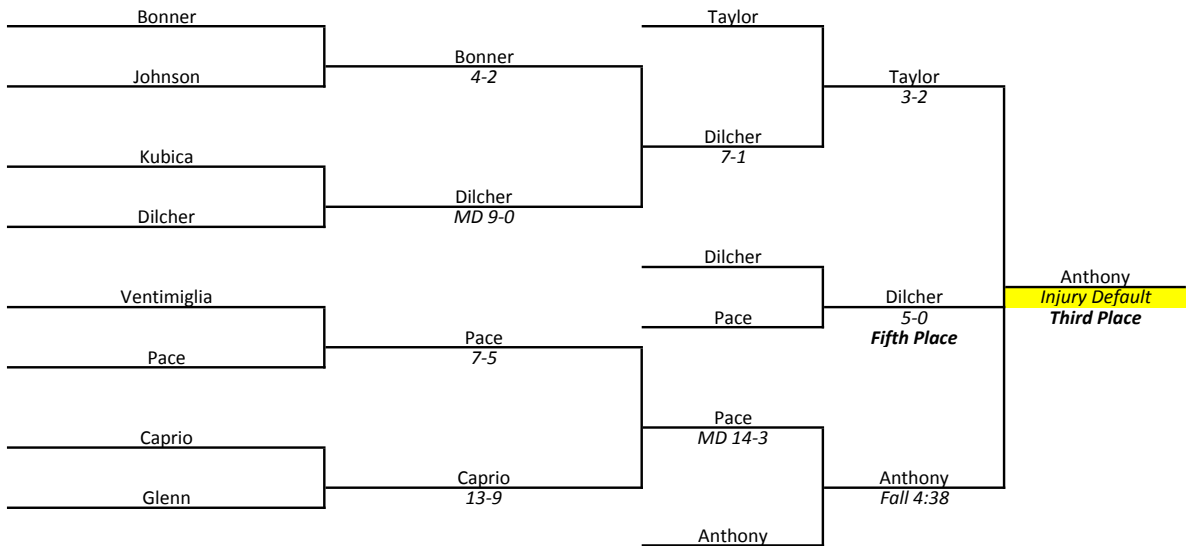 Bonner
Taylor
Bonner
4-2
Johnson
Taylor
3-2
Kubica
Dilcher
7-1
Dilcher
MD 9-0
Dilcher
Dilcher
Ventimiglia
Dilcher
5-0
Fifth Place
Anthony
Injury Default
Third Place
Pace
Pace
7-5
Pace
Caprio
Pace
MD 14-3
Caprio
13-9
Glenn
Anthony
Fall 4:38
Anthony